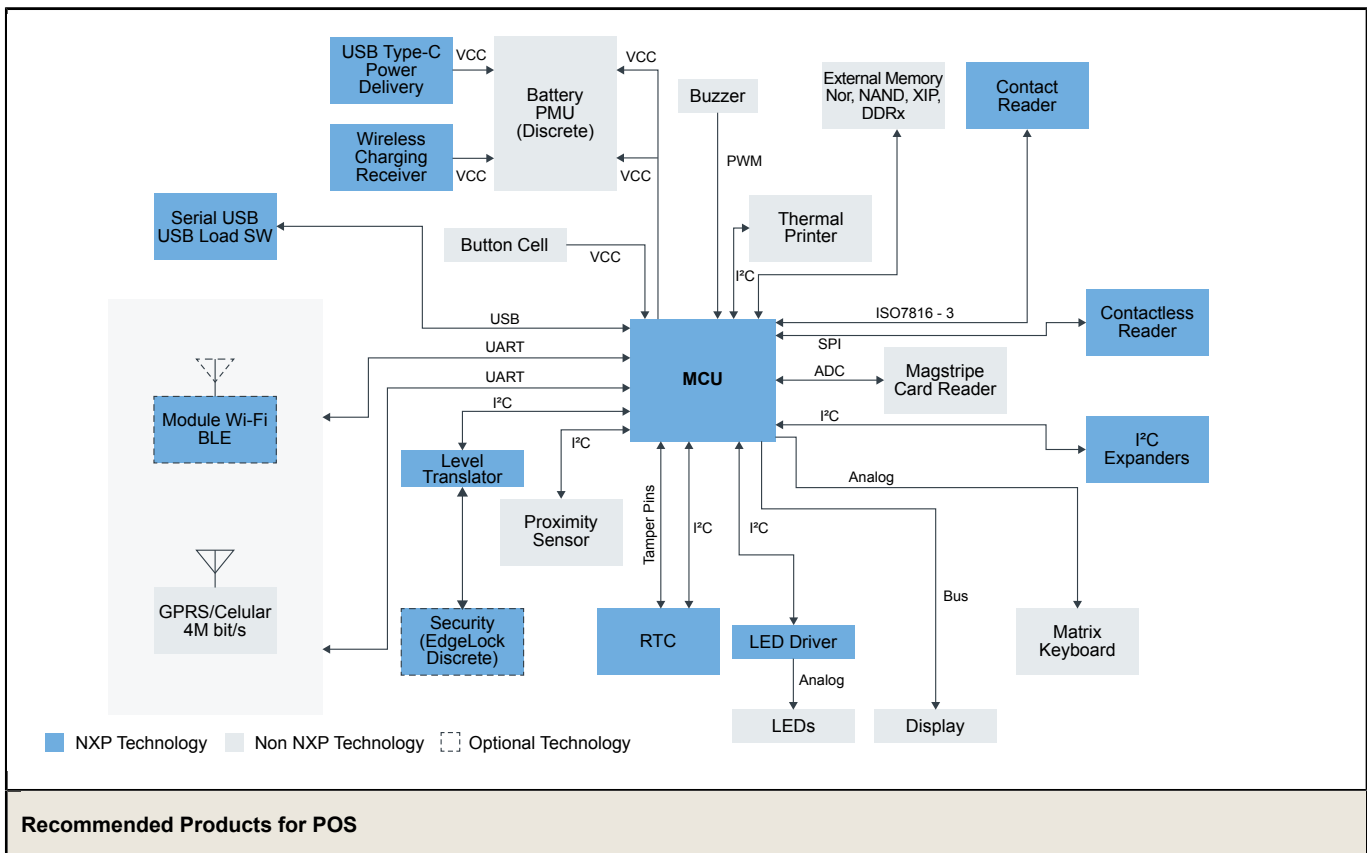 USB Type-C
Power
Delivery
VCC
Battery
PMU
(Discrete)
VCC
Buzzer
External Memory
Nor, NAND, XIP,
DDRx
Contact
Reader
Wireless
Charging
Receiver
VCC
VCC
PWM
Serial USB
USB Load SW
Button Cell
VCC
Thermal
Printer
I²C
USB
ISO7816 - 3
Contactless
Reader
UART
SPI
MCU
ADC
Magstripe
Card Reader
UART
I²C
I²C
I²C
Expanders
Module Wi-Fi
BLE
I²C
Level
Translator
Analog
Proximity
Sensor
Tamper Pins
I²C
I²C
Bus
GPRS/Celular
4M bit/s
Security
(EdgeLock
Discrete)
RTC
LED Driver
Matrix
Keyboard
Analog
LEDs
Display
NXP Technology
Non NXP Technology
Optional Technology
Recommended Products for POS